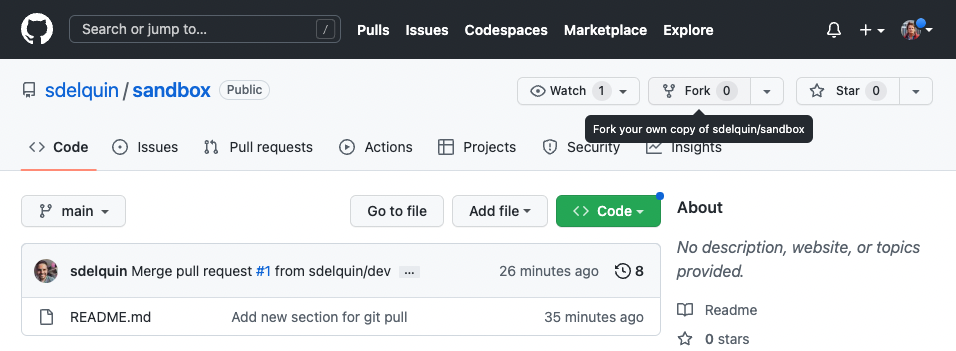 Search or jump to... / Pulls Issues Codespaces Marketplace Explore
sdelquin / sandbox Public Watch 1 Fork 0 Star 0
Fork your own copy of sdelquin/sandbox
Code Issues Pull requests Actions Projects Security Insights
main Go to file Add file Code About
No description, website, or topics
provided.
sdelquin Merge pull request #1 from sdelquin/dev ... 26 minutes ago 8
README.md Add new section for git pull 35 minutes ago
Readme
0 stars